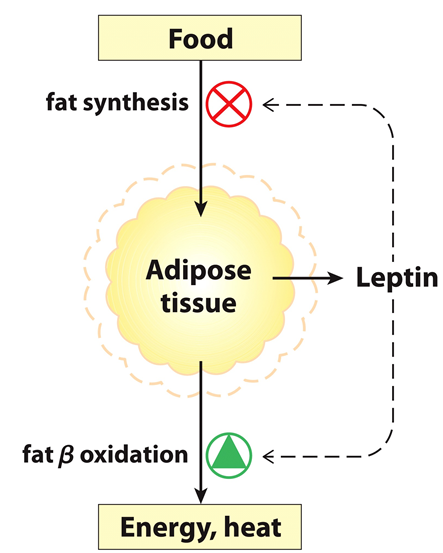 Food
fat synthesis
Adipose
tissue
Leptin
fat β oxidation
Energy, heat